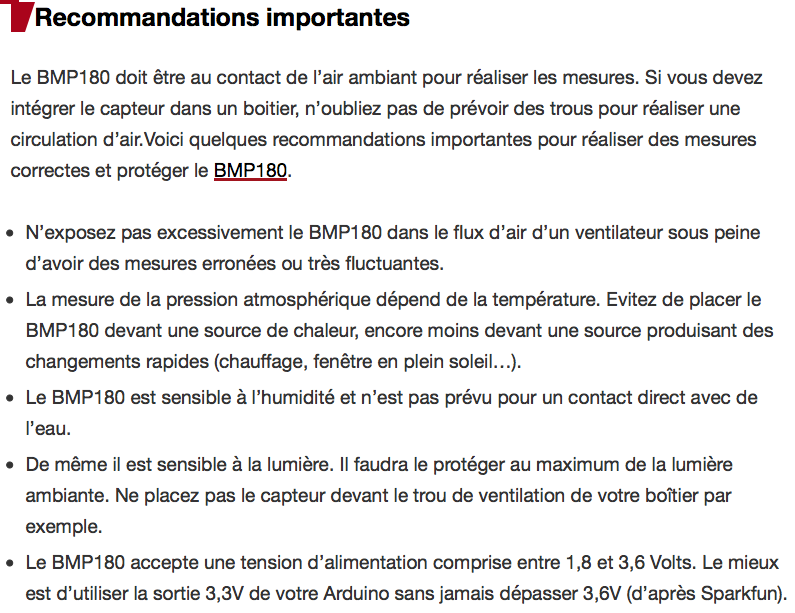 Recommandations importantes
Le BMP180 doit être au contact de l’air ambiant pour réaliser les mesures. Si vous devez
intégrer le capteur dans un boitier, n’oubliez pas de prévoir des trous pour réaliser une
circulation d’air.Voici quelques recommandations importantes pour réaliser des mesures
correctes et protéger le BMP180.
• N’exposez pas excessivement le BMP180 dans le flux d’air d’un ventilateur sous peine
d’avoir des mesures erronées ou très fluctuantes.
• La mesure de la pression atmosphérique dépend de la température. Evitez de placer le
BMP180 devant une source de chaleur, encore moins devant une source produisant des
changements rapides (chauffage, fenêtre en plein soleil…).
• Le BMP180 est sensible à l’humidité et n’est pas prévu pour un contact direct avec de
l’eau.
• De même il est sensible à la lumière. Il faudra le protéger au maximum de la lumière
ambiante. Ne placez pas le capteur devant le trou de ventilation de votre boîtier par
exemple.
• Le BMP180 accepte une tension d’alimentation comprise entre 1,8 et 3,6 Volts. Le mieux
est d’utiliser la sortie 3,3V de votre Arduino sans jamais dépasser 3,6V (d’après Sparkfun).